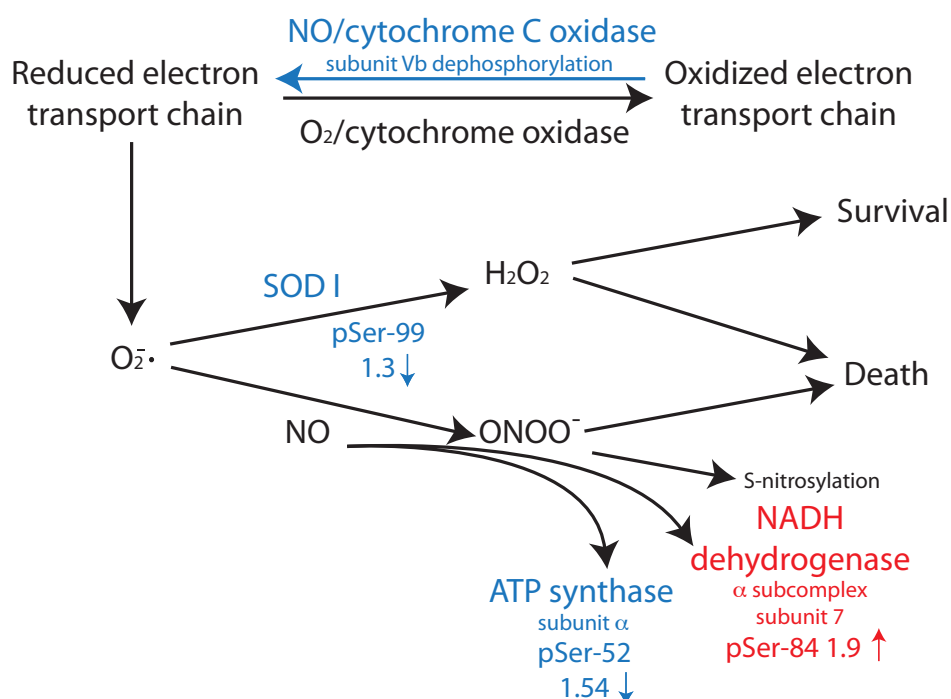 NO/cytochrome C oxidase
subunit Vb dephosphorylation
Reduced electron
transport chain
Oxidized electron
transport chain
O₂/cytochrome oxidase
Survival
H₂O₂
SOD I
pSer-99
1.3 ↓
O₂⁻·
Death
NO
ONOO⁻
S-nitrosylation
NADH
dehydrogenase
α subcomplex
subunit 7
pSer-84 1.9 ↑
ATP synthase
subunit α
pSer-52
1.54 ↓